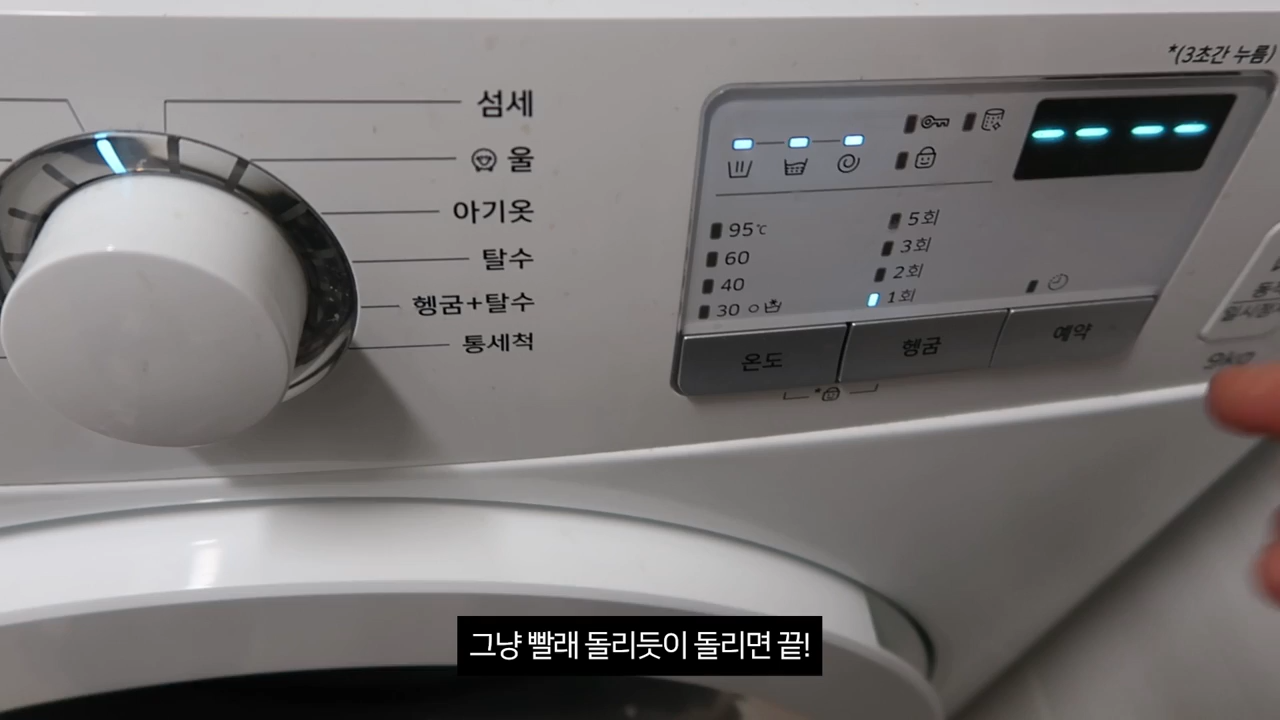 *(3초간 누름)
섬세
울
아기옷
탈수
헹굼+탈수
통세척
95℃
60
40
30
5회
3회
2회
1회
온도
헹굼
예약
그냥 빨래 돌리듯이 돌리면 끝!